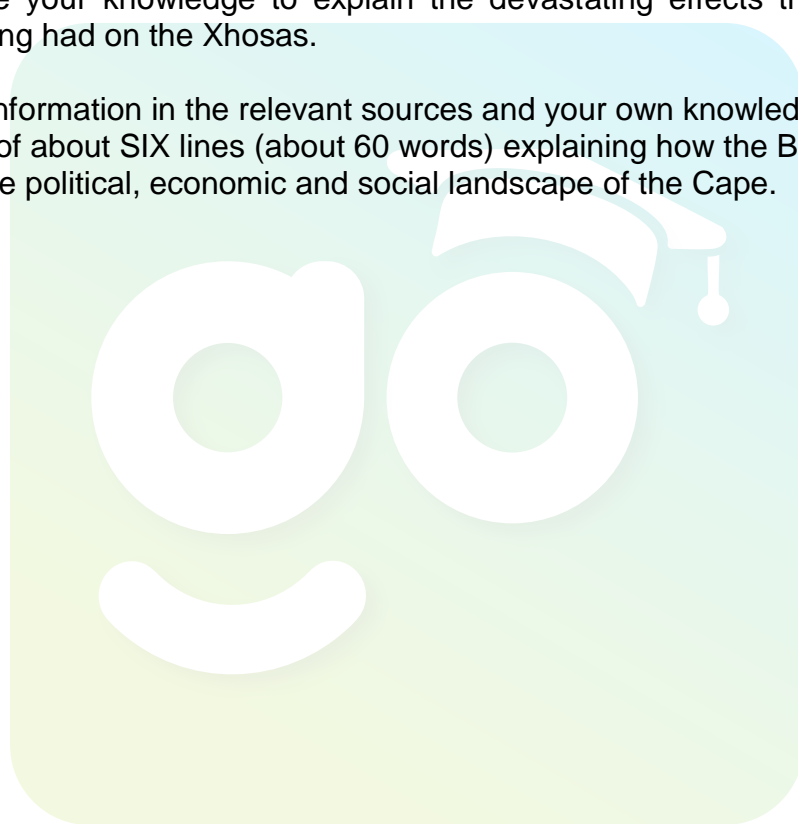 your knowledge to explain the devastating effects
ng had on the Xhosas.
nformation in the relevant sources and your own knowled
of about SIX lines (about 60 words) explaining how the B
e political, economic and social landscape of the Cape.
go